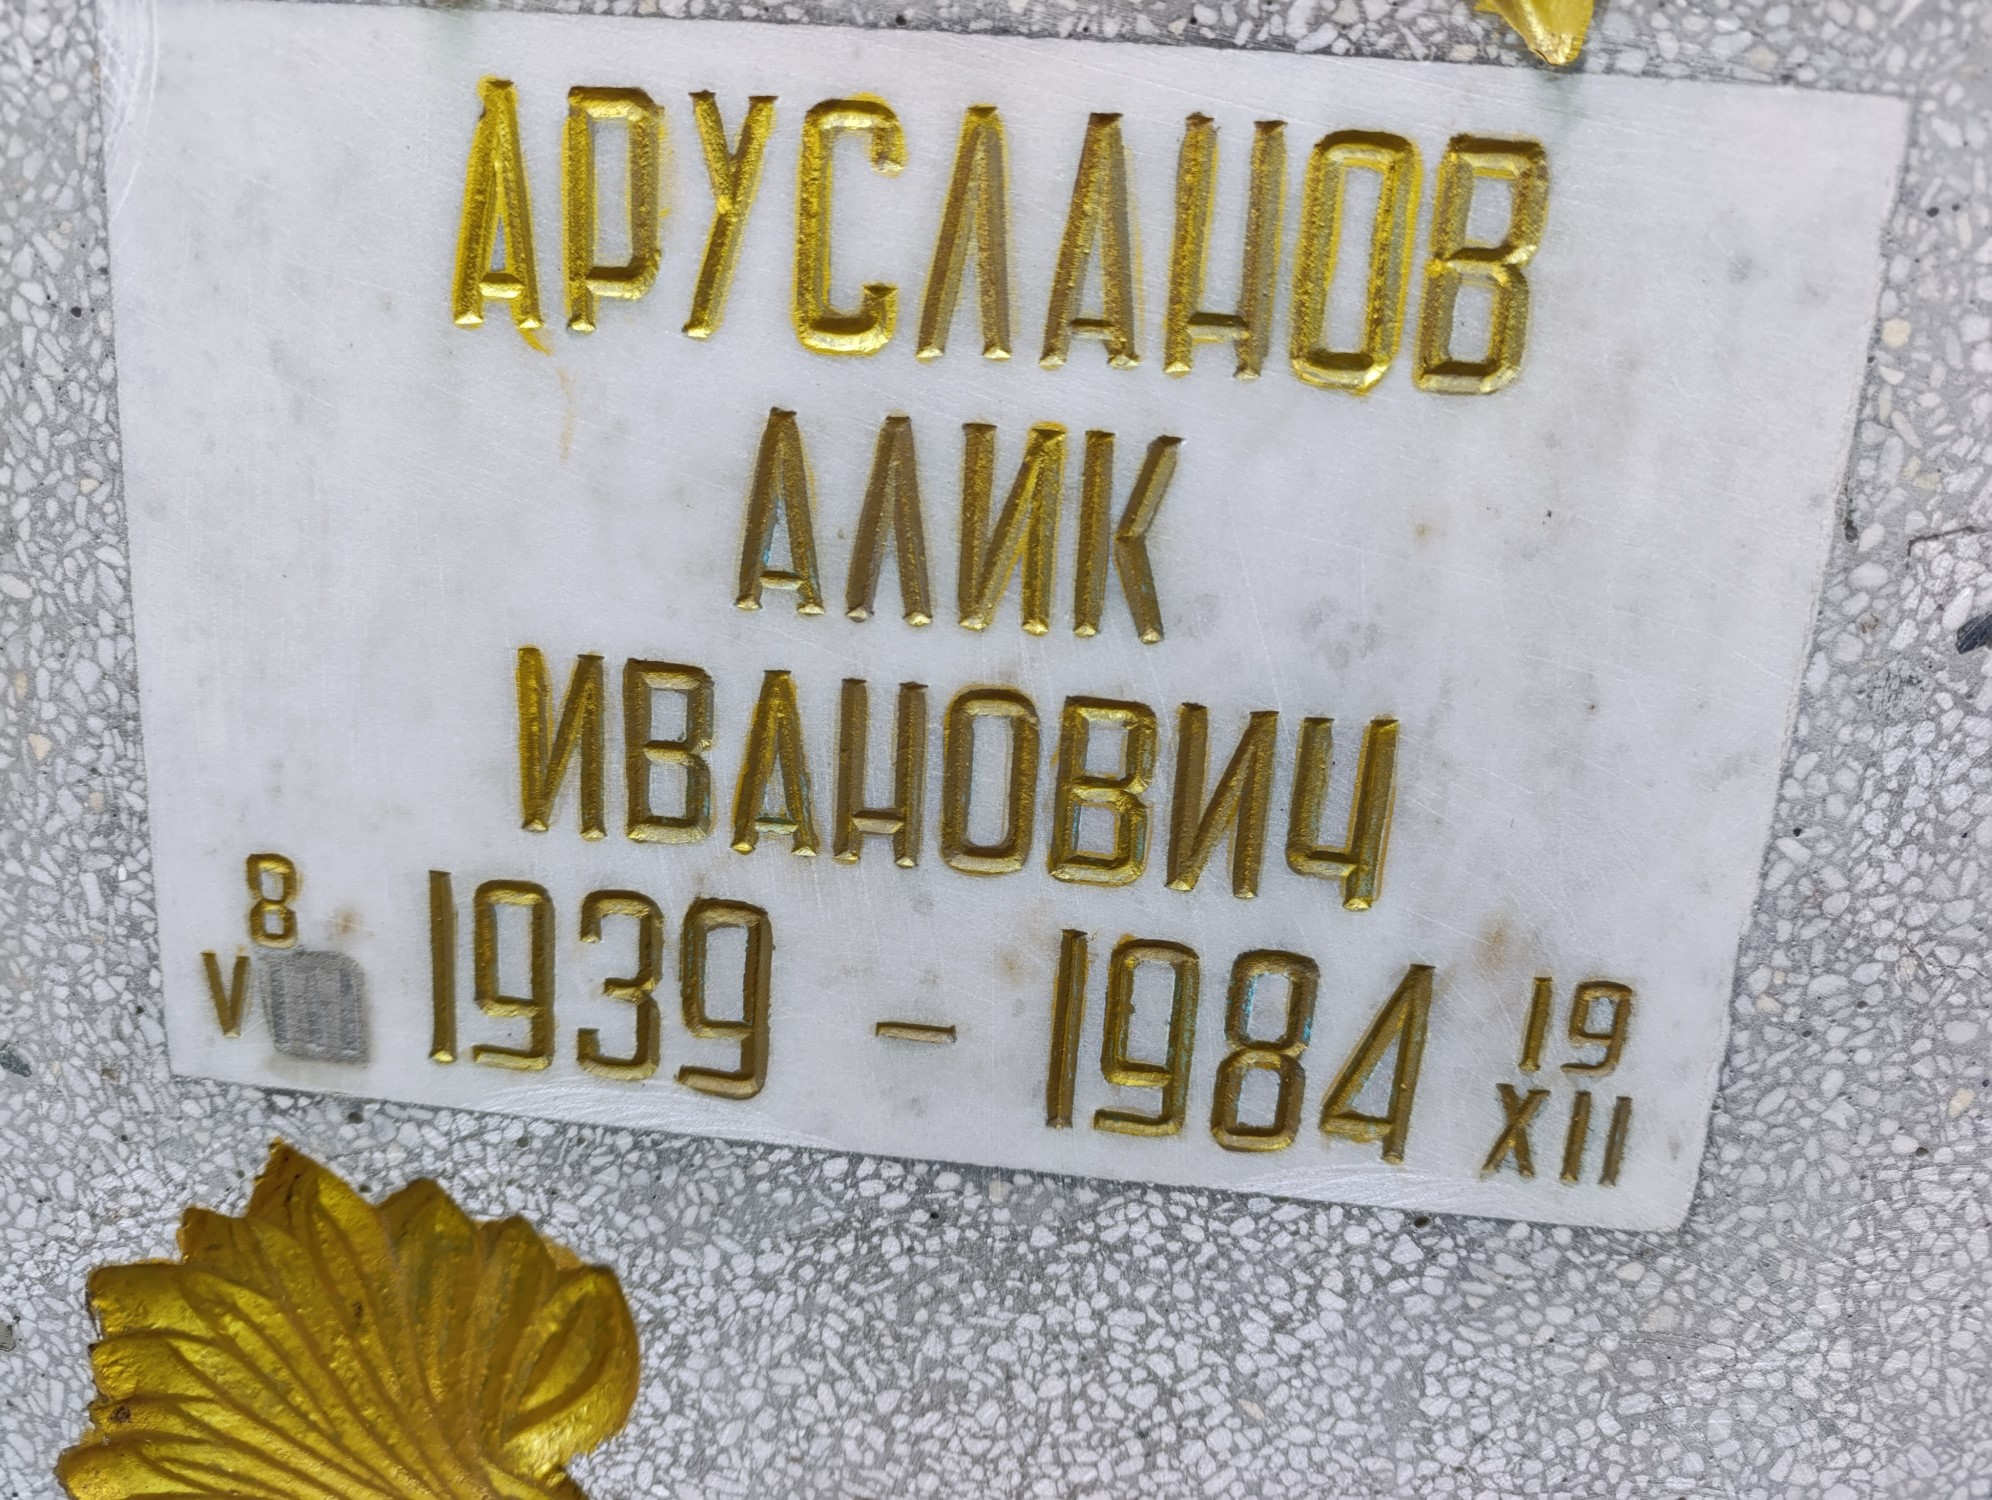 АРУСЛАНОВ
АЛИК
ИВАНОВИЧ
8
V
1939 - 1984
19
XII